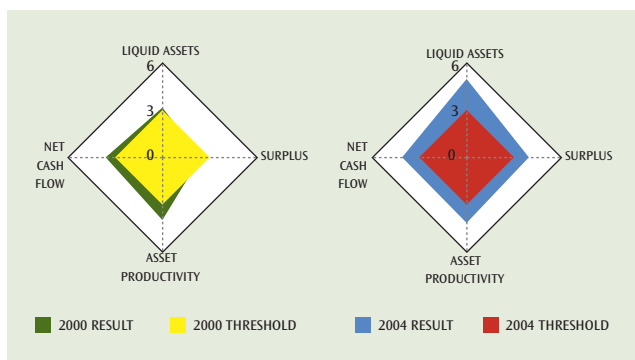 LIQUID ASSETS
6
3
0
NET
CASH
FLOW
SURPLUS
ASSET
PRODUCTIVITY
LIQUID ASSETS
6
3
0
NET
CASH
FLOW
SURPLUS
ASSET
PRODUCTIVITY
2000 RESULT
2000 THRESHOLD
2004 RESULT
2004 THRESHOLD